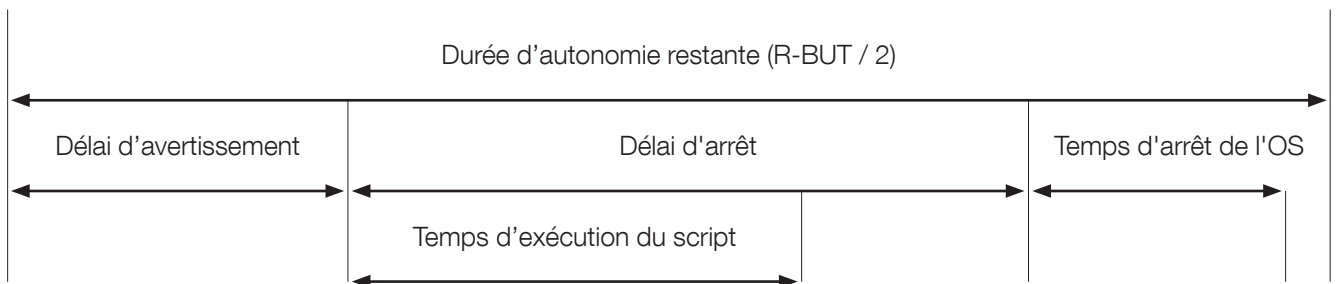 Durée d’autonomie restante (R-BUT / 2)
Délai d’avertissement
Délai d'arrêt
Temps d'arrêt de l'OS
Temps d’exécution du script